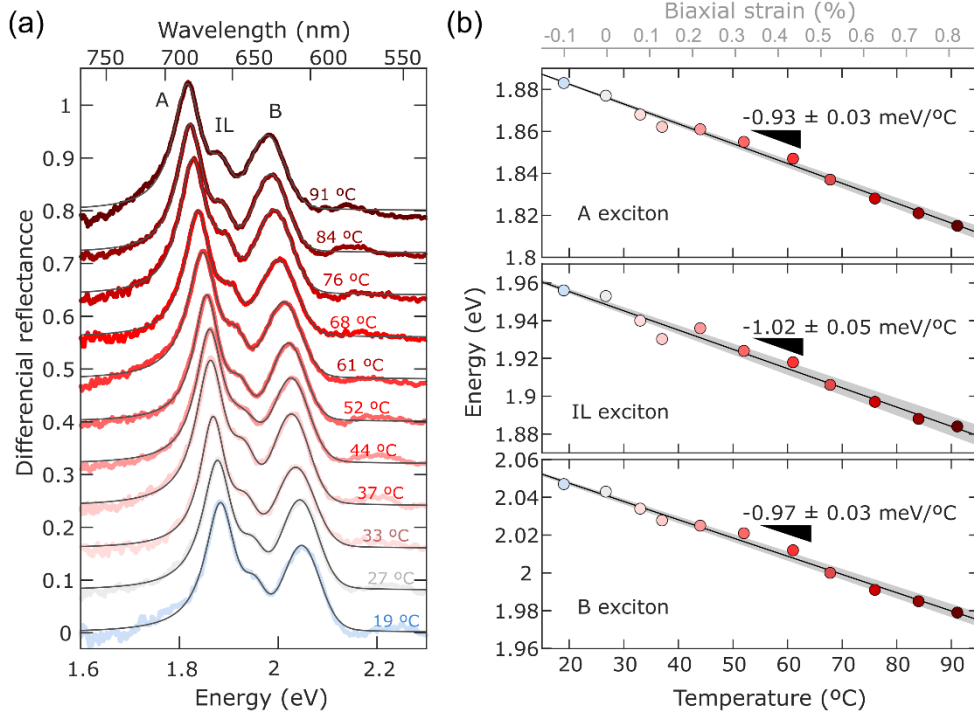 (a)
Wavelength (nm)
750 700 660 630 600 550
Differencial reflectancce
1
0.9
0.8
0.7
0.6
0.5
0.4
0.3
0.2
0.1
0
A
IL
B
91 ºC
84 ºC
76 ºC
68 ºC
61 ºC
52 ºC
44 ºC
37 ºC
33 ºC
27 ºC
19 ºC
1.6 1.8 2 2.2
Energy (eV)
(b)
Biaxial strain (%)
-0.1 0 0.1 0.2 0.3 0.4 0.5 0.6 0.7 0.8
Energy (eV)
1.88
1.86
1.84
1.82
1.8
-0.93 ± 0.03 meV/ºC
A exciton
1.96
1.94
1.92
1.9
1.88
-1.02 ± 0.05 meV/ºC
IL exciton
2.06
2.04
2.02
2
1.98
1.96
-0.97 ± 0.03 meV/ºC
B exciton
20 30 40 50 60 70 80 90
Temperature (ºC)